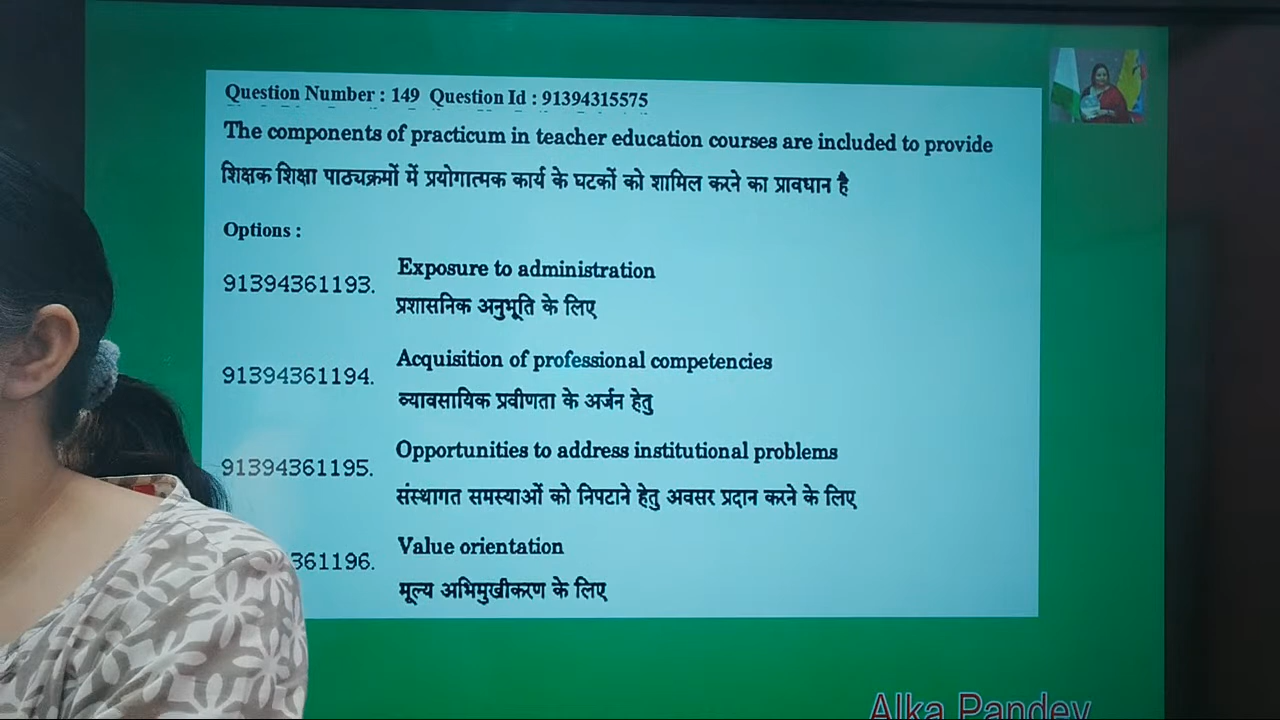 Question Number : 149 Question Id : 91394315575
The components of practicum in teacher education courses are included to provide
शिक्षक शिक्षा पाठ्यक्रमों में प्रयोगात्मक कार्य के घटकों को शामिल करने का प्रावधान है
Options :
91394361193. Exposure to administration
प्रशासनिक अनुभूति के लिए
91394361194. Acquisition of professional competencies
व्यावसायिक प्रवीणता के अर्जन हेतु
91394361195. Opportunities to address institutional problems
संस्थागत समस्याओं को निपटाने हेतु अवसर प्रदान करने के लिए
361196. Value orientation
मूल्य अभिमुखीकरण के लिए
Alka Pandey